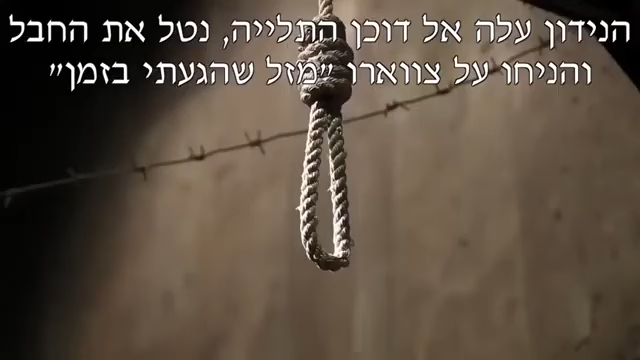 הנידון עלה אל דוכן התלייה, נטל את החבל
והניחו על צווארו ״מזל שהגעתי בזמן״